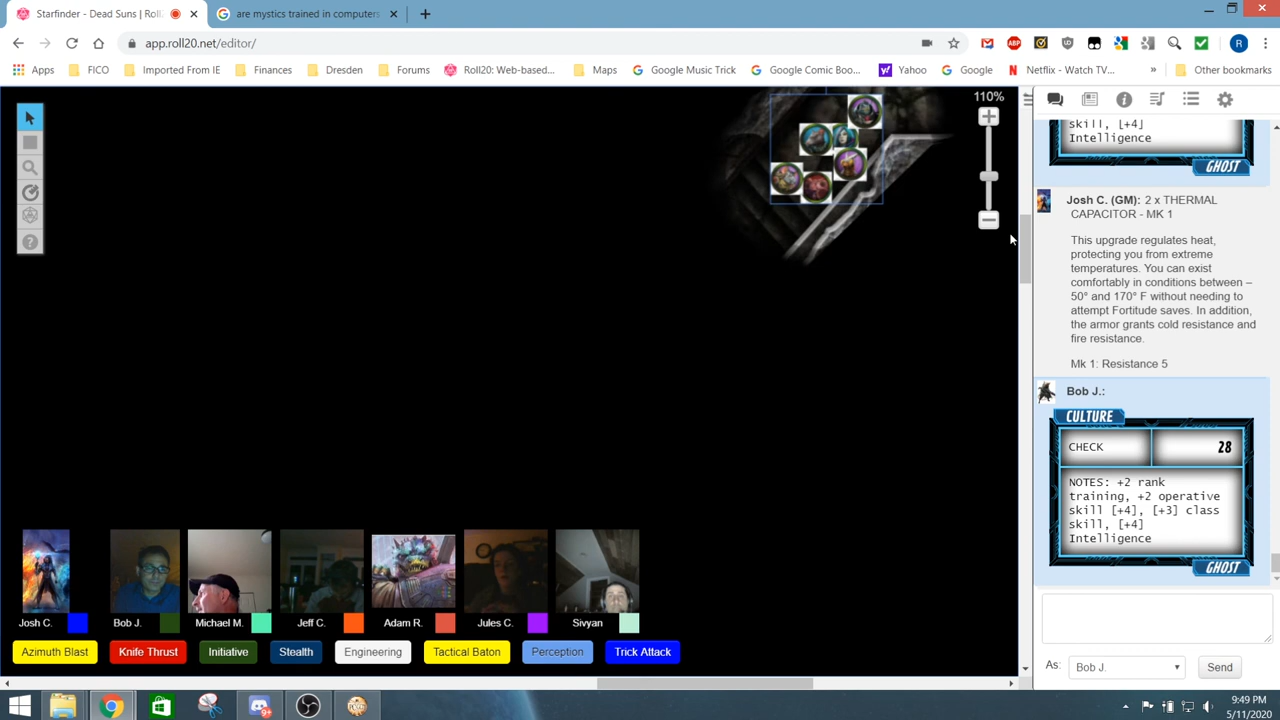 Starfinder - Dead Suns | Roll
are mystics trained in computers
app.roll20.net/editor/
Apps
FICO
Imported From IE
Finances
Dresden
Forums
Roll20: Web-based...
Maps
Google Music Trick
Google Comic Boo...
Yahoo
Google
Netflix - Watch TV...
Other bookmarks
110%
skill, [+4]
Intelligence
GHOST
Josh C. (GM): 2 x THERMAL
CAPACITOR - MK 1
This upgrade regulates heat,
protecting you from extreme
temperatures. You can exist
comfortably in conditions between –
50° and 170° F without needing to
attempt Fortitude saves. In addition,
the armor grants cold resistance and
fire resistance.
Mk 1: Resistance 5
Bob J.:
CULTURE
CHECK 28
NOTES: +2 rank
training, +2 operative
skill [+4], [+3] class
skill, [+4]
Intelligence
GHOST
Josh C. Bob J. Michael M. Jeff C. Adam R. Jules C. Sivyan
Azimuth Blast Knife Thrust Initiative Stealth Engineering Tactical Baton Perception Trick Attack
As: Bob J. Send
9:49 PM
5/11/2020